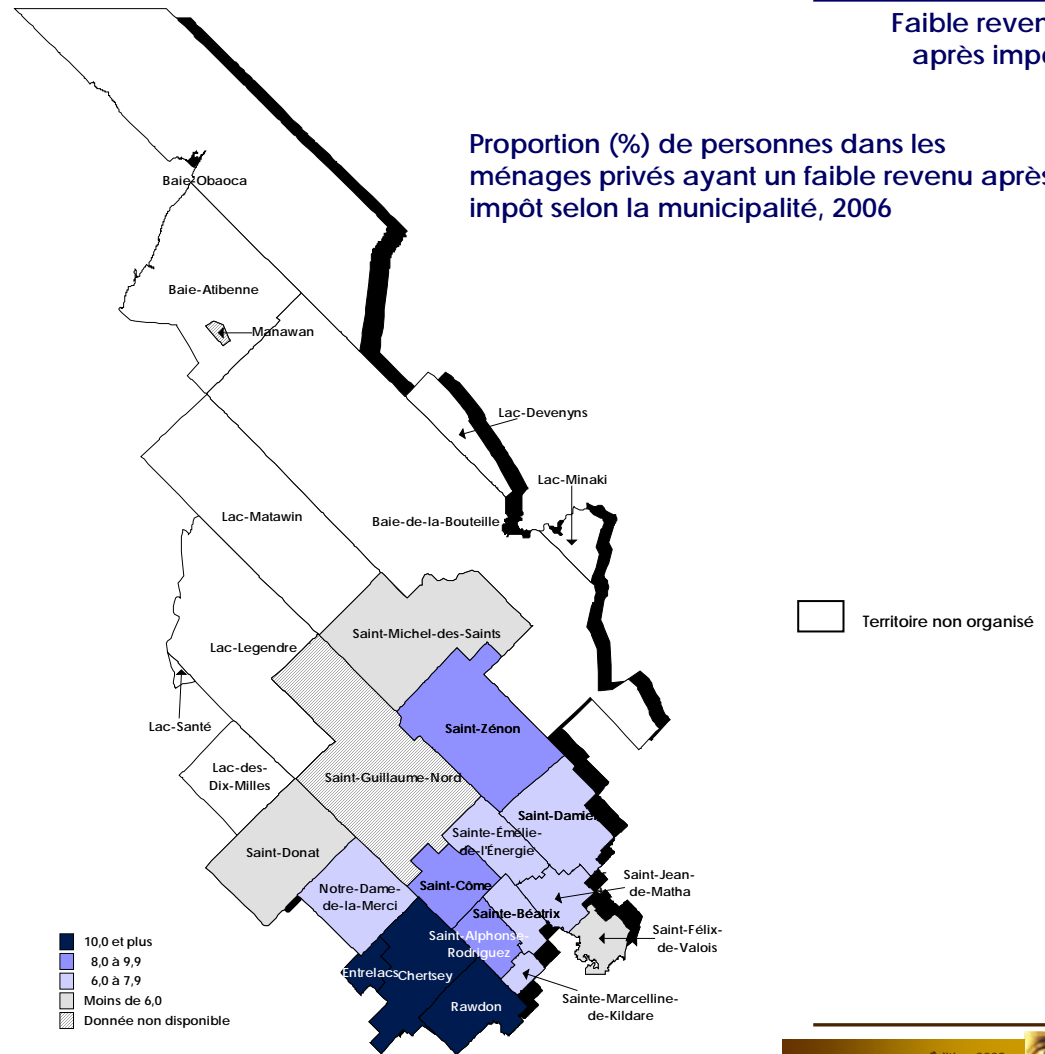 Faible reven
après impô
Proportion (%) de personnes dans les
ménages privés ayant un faible revenu après
impôt selon la municipalité, 2006
Baie-Obaoca
Baie-Atibenne
Manawan
Lac-Devenyns
Lac-Minaki
Lac-Matawin
Baie-de-la-Bouteille
Territoire non organisé
Saint-Michel-des-Saints
Lac-Legendre
Lac-Santé
Saint-Zénon
Lac-des-
Dix-Milles
Saint-Guillaume-Nord
Saint-Damie
Sainte-Émélie-
de-l'Énergie
Saint-Donat
Notre-Dame-
de-la-Merci
Saint-Côme
Saint-Jean-
de-Matha
Sainte-Béatrix
Saint-Félix-
de-Valois
Saint-Alphonse-
Rodriguez
Entrelacs
Chertsey
Rawdon
Sainte-Marcelline-
de-Kildare
10,0 et plus
8,0 à 9,9
6,0 à 7,9
Moins de 6,0
Donnée non disponible